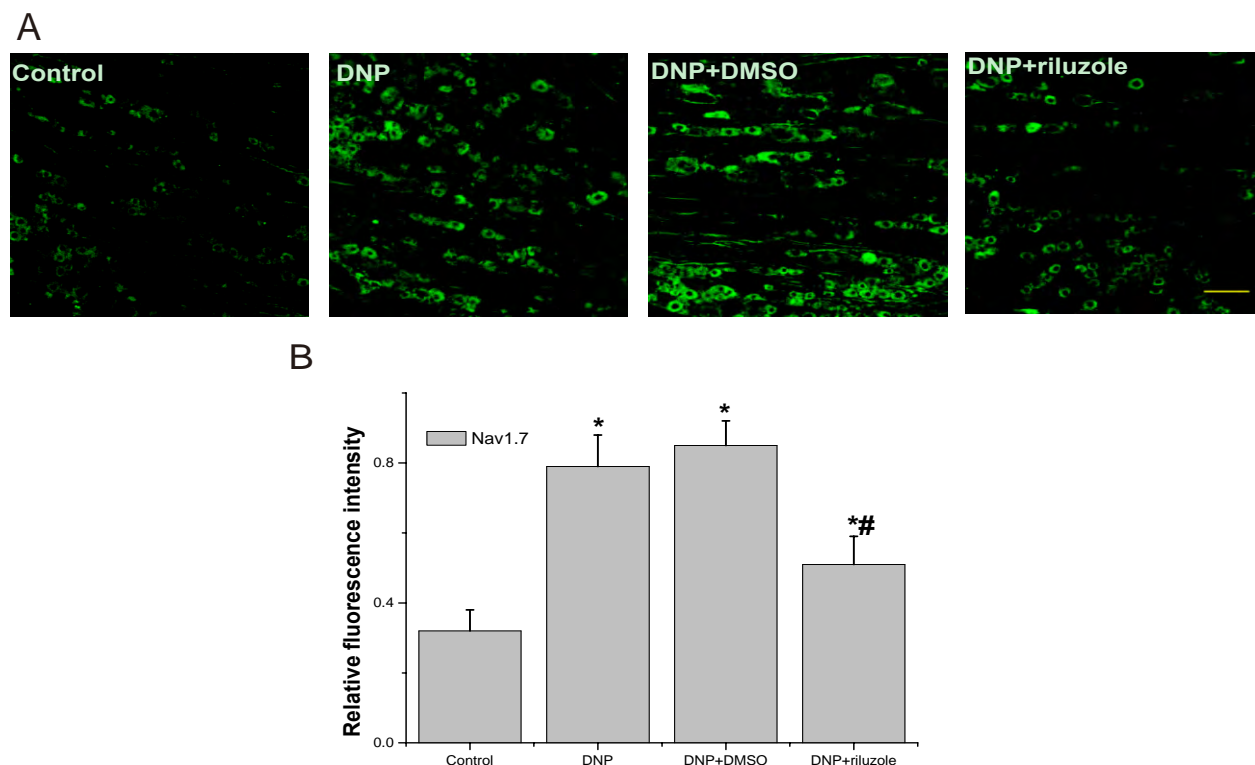 A
Control
DNP
DNP+DMSO
DNP+riluzole
B
Relative fluorescence intensity
Nav1.7
*
*
*#
0.8
0.4
0.0
Control
DNP
DNP+DMSO
DNP+riluzole